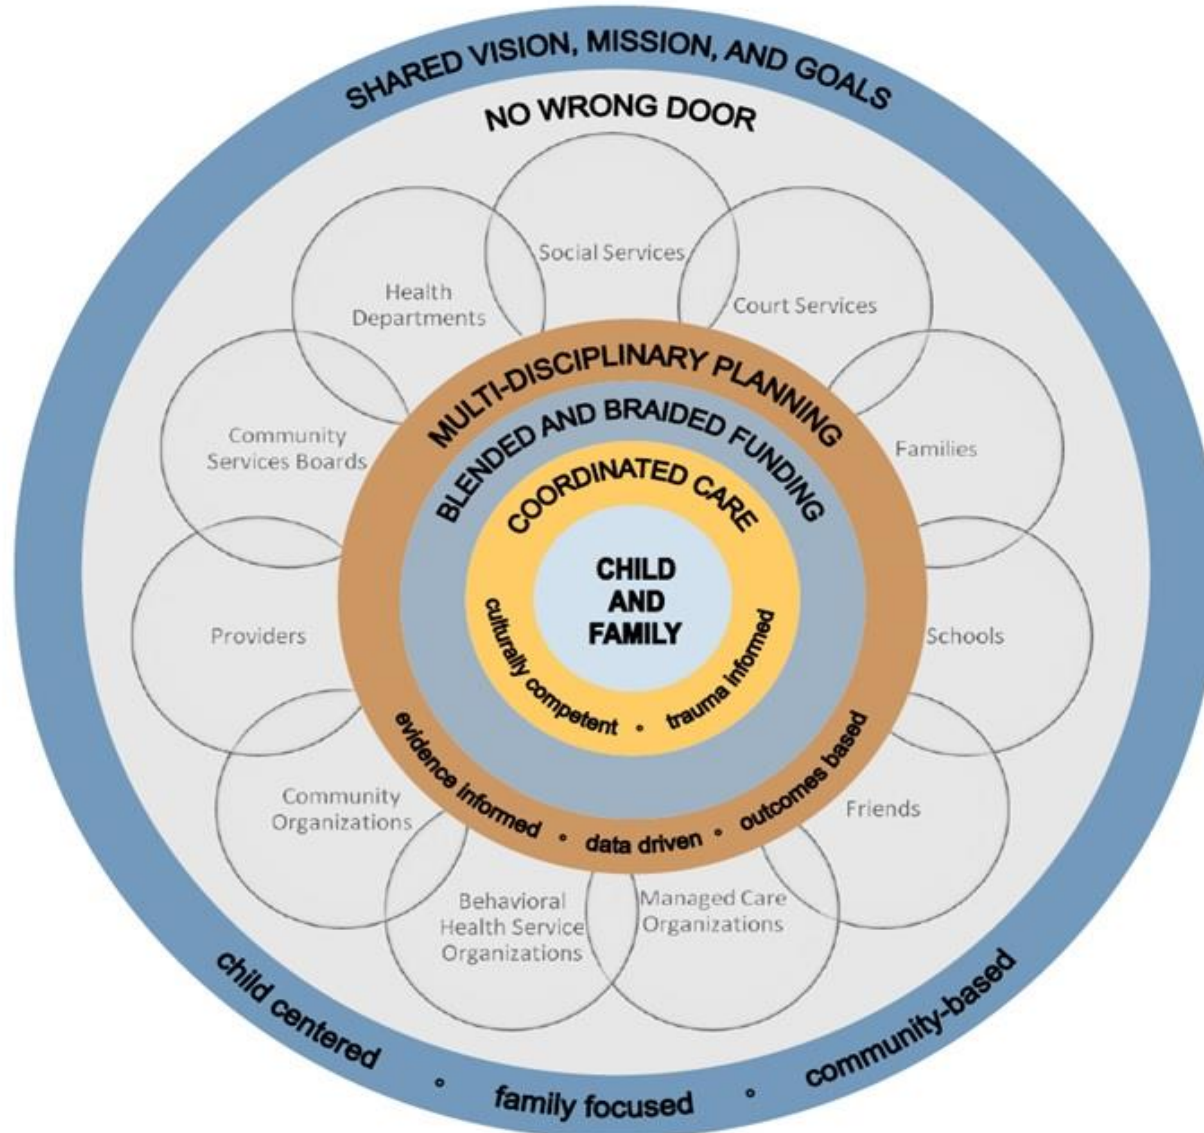 SHARED VISION, MISSION, AND GOALS
NO WRONG DOOR
Social Services
Court Services
Health
Departments
Families
Community
Services Boards
Schools
Providers
Friends
Community
Organizations
Managed Care
Organizations
Behavioral
Health Service
Organizations
MULTI-DISCIPLINARY PLANNING
BLENDED AND BRAIDED FUNDING
COORDINATED CARE
CHILD
AND
FAMILY
culturally competent ° trauma informed
evidence informed ° data driven ° outcomes based
child centered ° family focused ° community-based